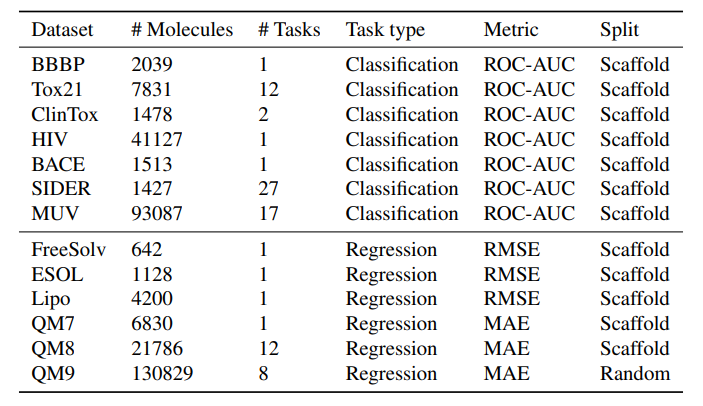 Dataset # Molecules # Tasks Task type Metric Split
BBBP 2039 1 Classification ROC-AUC Scaffold
Tox21 7831 12 Classification ROC-AUC Scaffold
ClinTox 1478 2 Classification ROC-AUC Scaffold
HIV 41127 1 Classification ROC-AUC Scaffold
BACE 1513 1 Classification ROC-AUC Scaffold
SIDER 1427 27 Classification ROC-AUC Scaffold
MUV 93087 17 Classification ROC-AUC Scaffold
FreeSolv 642 1 Regression RMSE Scaffold
ESOL 1128 1 Regression RMSE Scaffold
Lipo 4200 1 Regression RMSE Scaffold
QM7 6830 1 Regression MAE Scaffold
QM8 21786 12 Regression MAE Scaffold
QM9 130829 8 Regression MAE Random